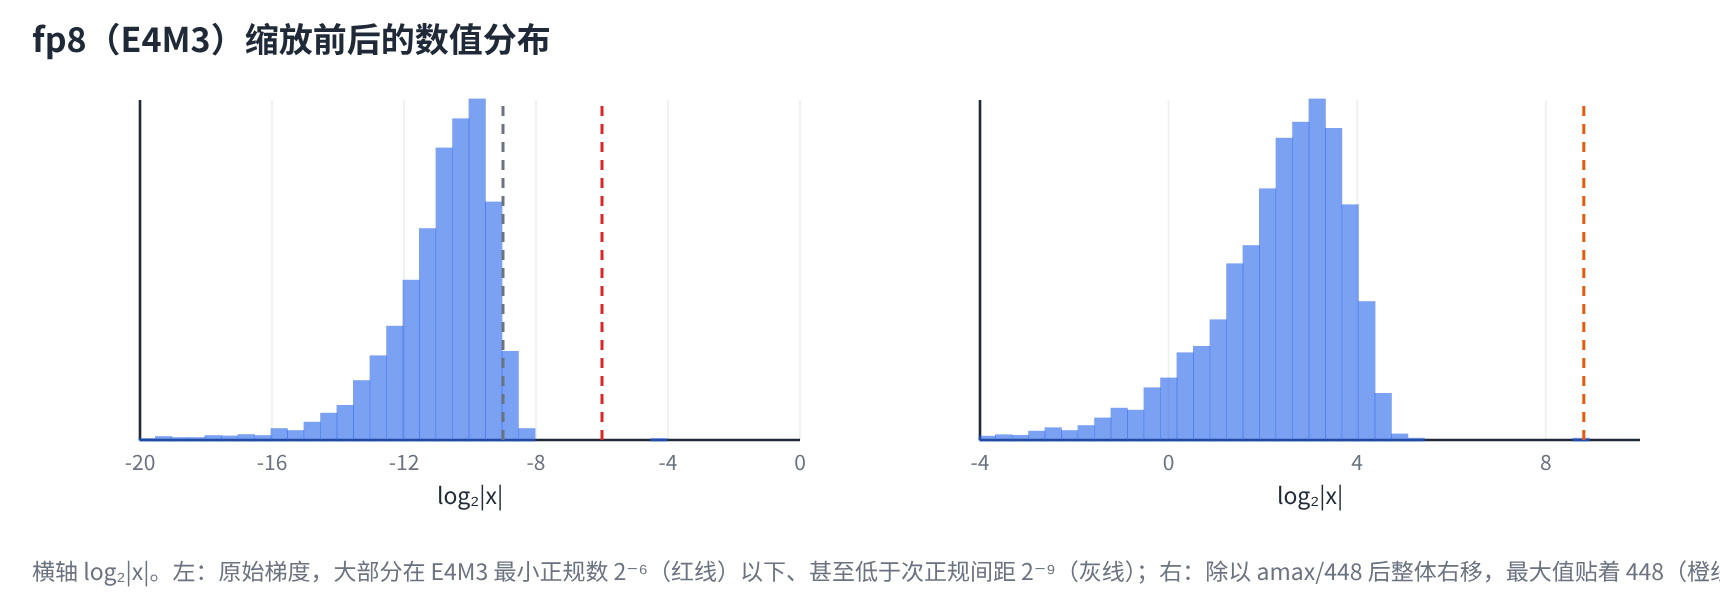 fp8（E4M3）缩放前后的数值分布
-20 -16 -12 -8 -4 0
log₂|x|
-4 0 4 8
log₂|x|
横轴 log₂|x|。左：原始梯度，大部分在 E4M3 最小正规数 2⁻⁶（红线）以下、甚至低于次正规间距 2⁻⁹（灰线）；右：除以 amax/448 后整体右移，最大值贴着 448（橙